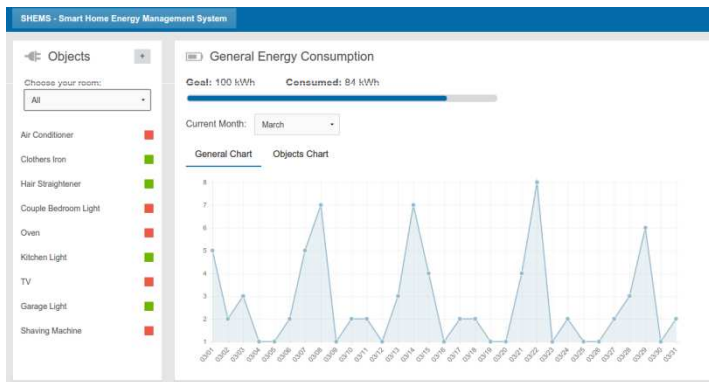 SHEMS - Smart Home Energy Management System
Objects
+
Choose your room:
All
Air Conditioner
Clothers Iron
Hair Straightener
Couple Bedroom Light
Oven
Kitchen Light
TV
Garage Light
Shaving Machine
General Energy Consumption
Goal: 100 kWh Consumed: 84 kWh
Current Month: March
General Chart Objects Chart
8
7
6
5
4
3
2
1
03/01 03/02 03/03 03/04 03/05 03/06 03/07 03/08 03/09 03/10 03/11 03/12 03/13 03/14 03/15 03/16 03/17 03/18 03/19 03/20 03/21 03/22 03/23 03/24 03/25 03/26 03/27 03/28 03/29 03/30 03/31